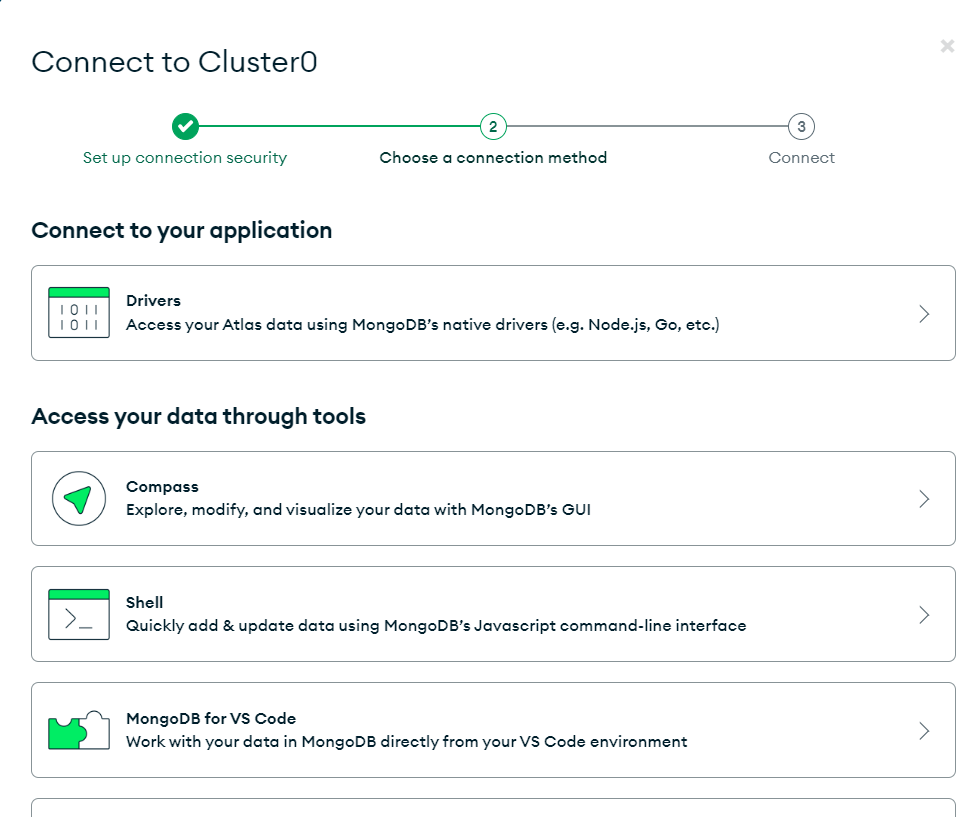 Connect to Cluster0
2
3
Set up connection security
Choose a connection method
Connect
Connect to your application
1011
1011
Drivers
Access your Atlas data using MongoDB’s native drivers (e.g. Node.js, Go, etc.)
Access your data through tools
Compass
Explore, modify, and visualize your data with MongoDB’s GUI
Shell
>_
Quickly add & update data using MongoDB’s Javascript command-line interface
MongoDB for VS Code
Work with your data in MongoDB directly from your VS Code environment